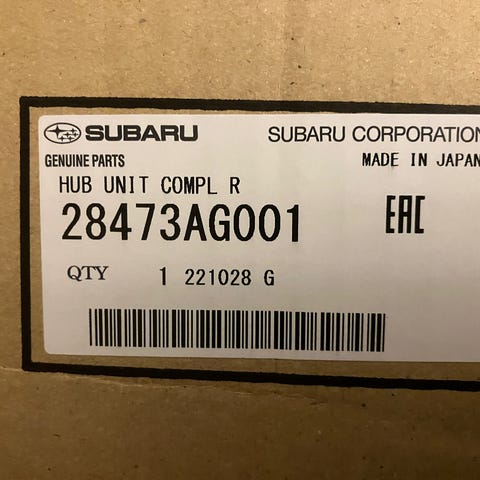 SUBARU SUBARU CORPORATION
GENUINE PARTS MADE IN JAPAN
HUB UNIT COMPL R
28473AG001 EAC
QTY 1 221028 G